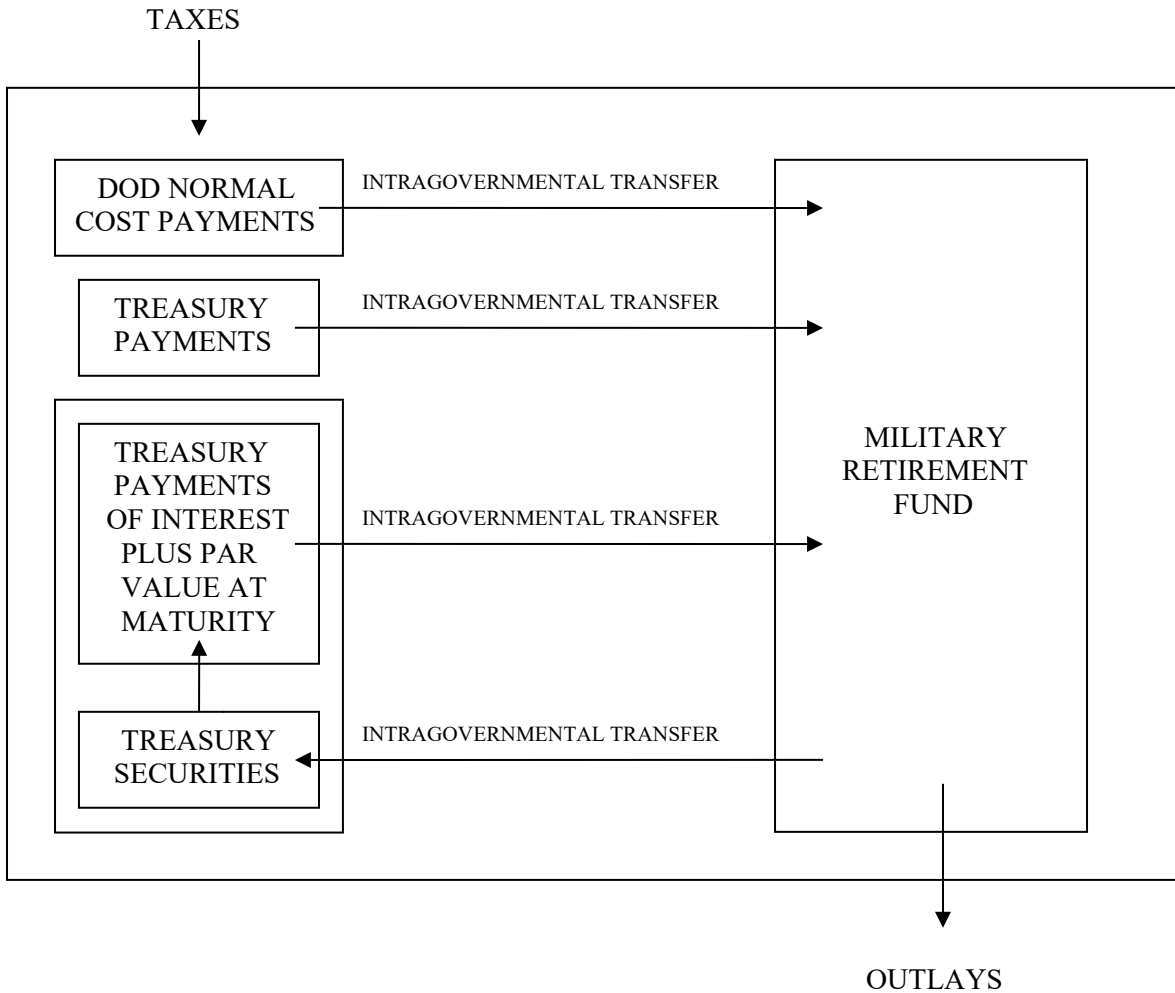 TAXES
DOD NORMAL
COST PAYMENTS
INTRAGOVERNMENTAL TRANSFER
TREASURY
PAYMENTS
INTRAGOVERNMENTAL TRANSFER
TREASURY
PAYMENTS
OF INTEREST
PLUS PAR
VALUE AT
MATURITY
INTRAGOVERNMENTAL TRANSFER
MILITARY
RETIREMENT
FUND
TREASURY
SECURITIES
INTRAGOVERNMENTAL TRANSFER
OUTLAYS